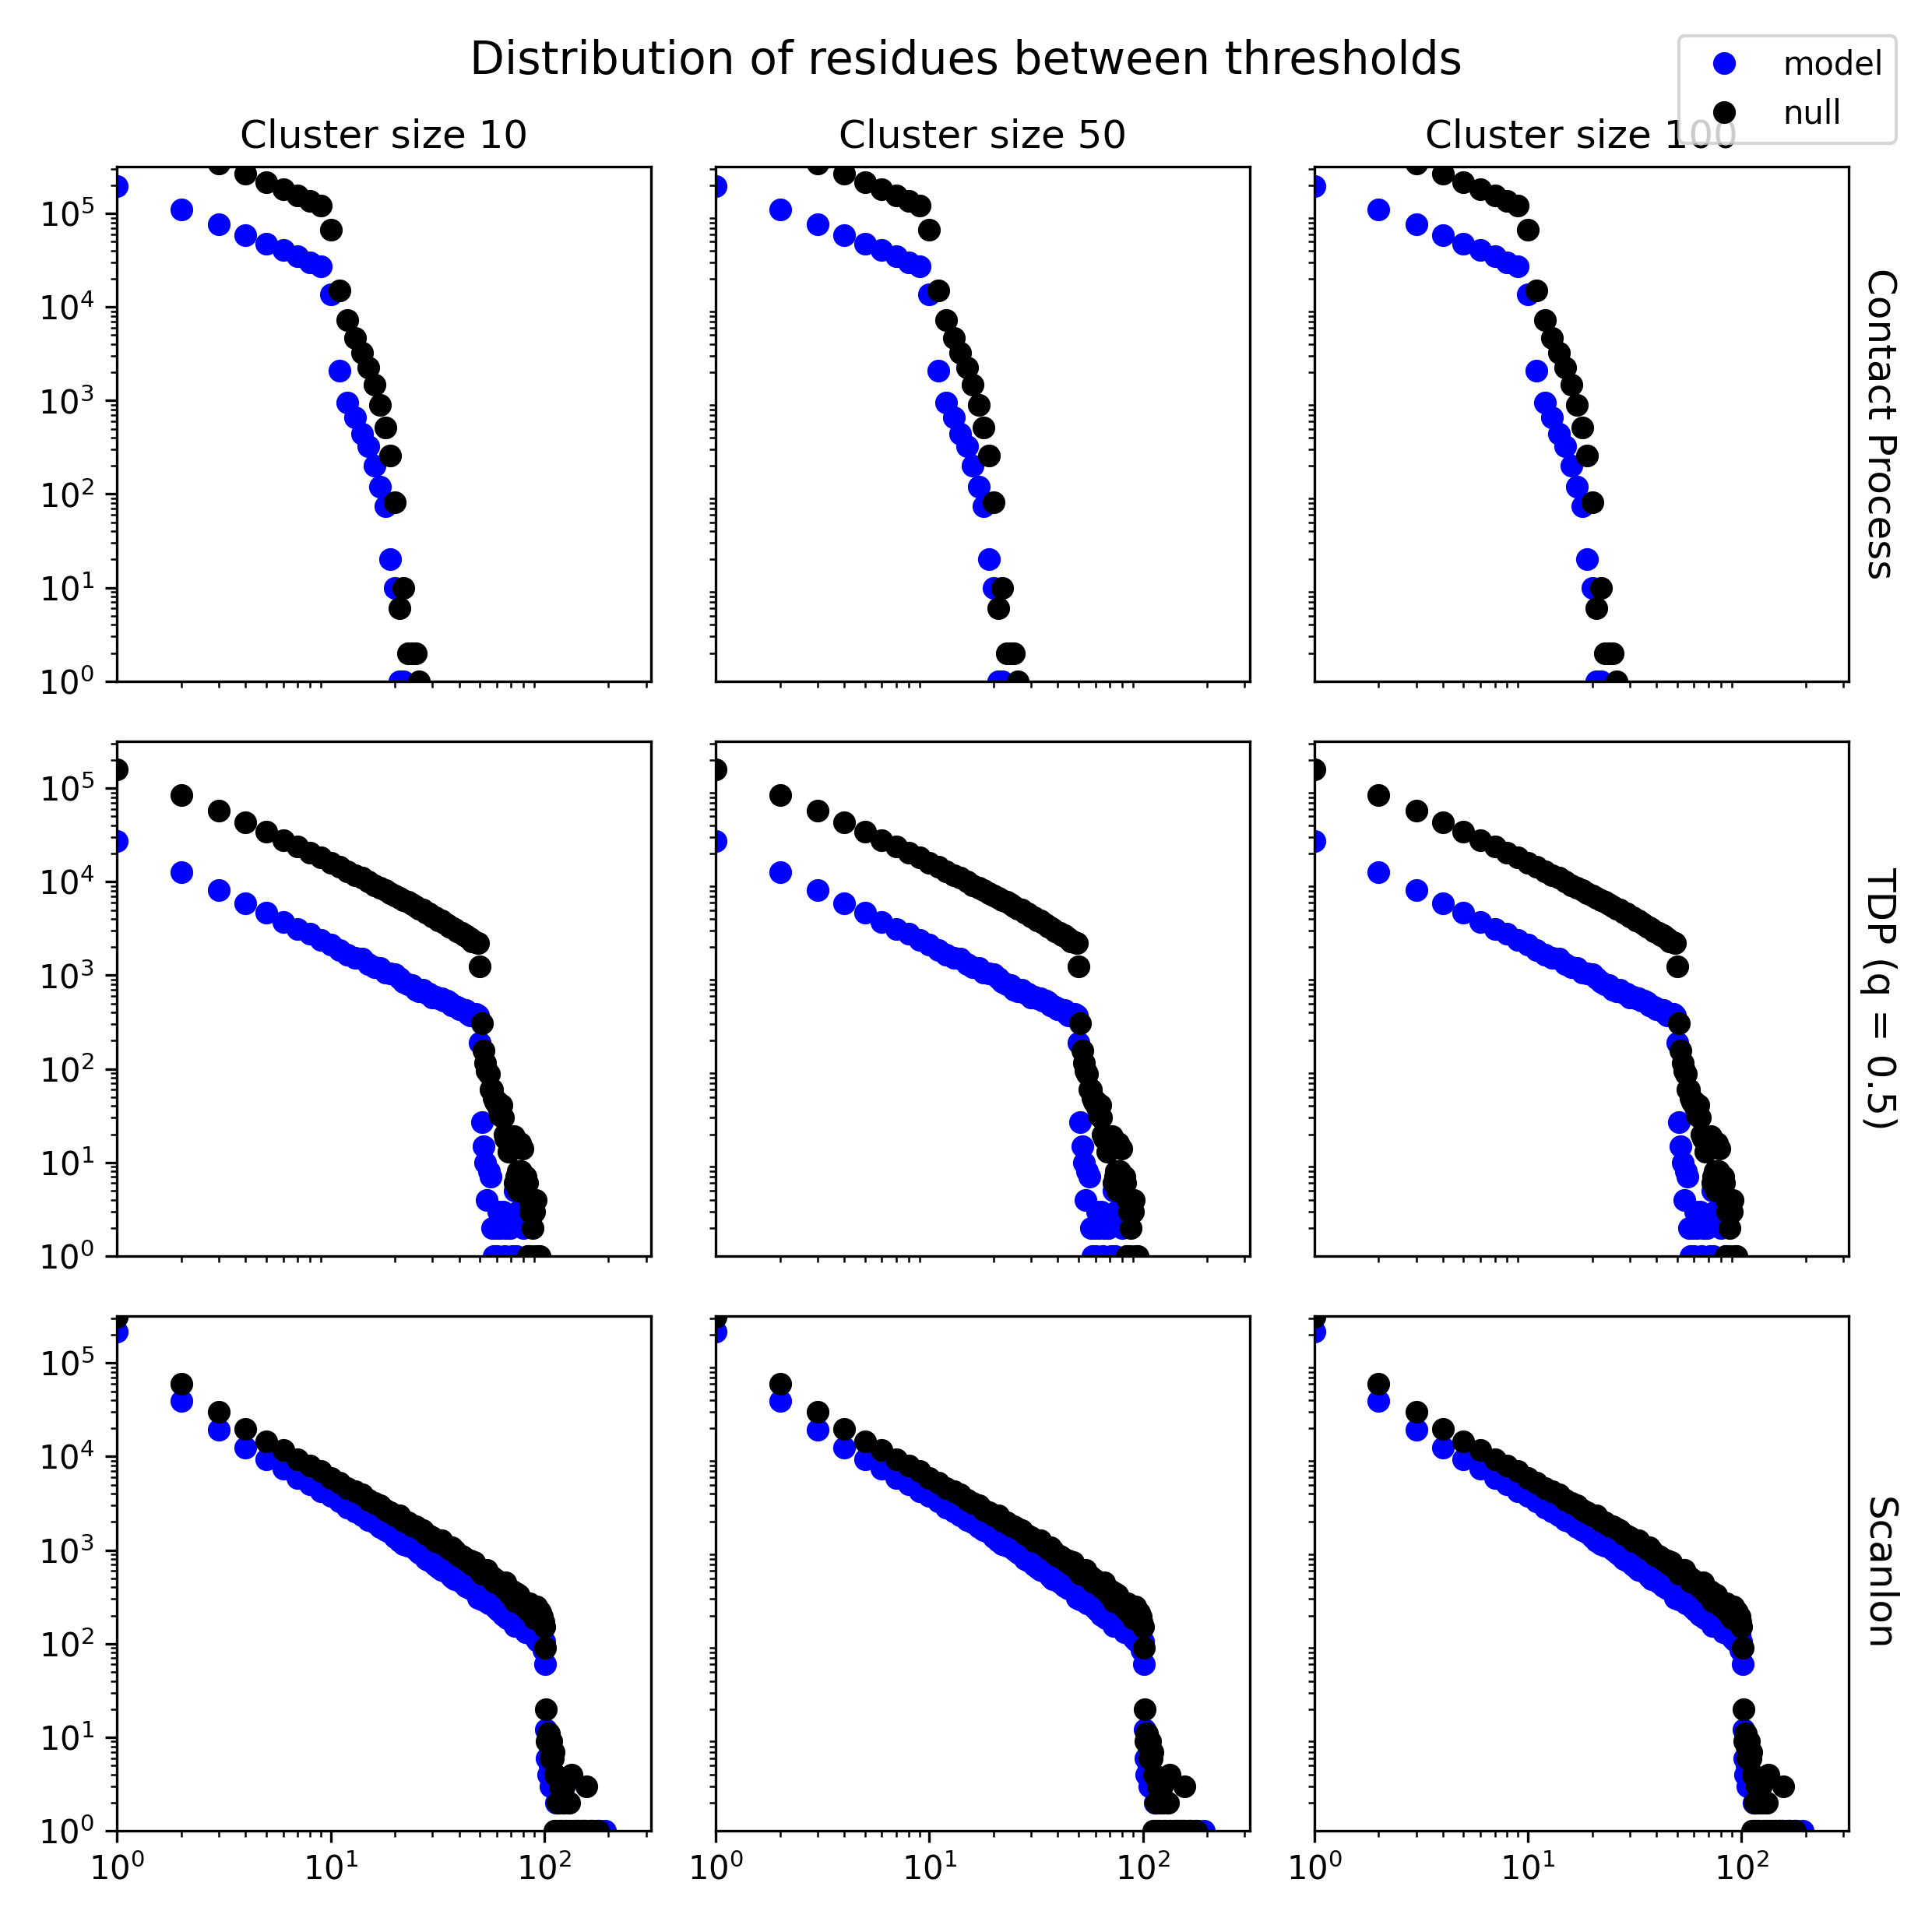 Distribution of residues between thresholds
model
null
Cluster size 10
Cluster size 50
Cluster size 100
10⁵
10⁴
10³
10²
10¹
10⁰
Contact Process
10⁵
10⁴
10³
10²
10¹
10⁰
TDP (q = 0.5)
10⁵
10⁴
10³
10²
10¹
10⁰
Scanlon
10⁰ 10¹ 10²
10⁰ 10¹ 10²
10⁰ 10¹ 10²